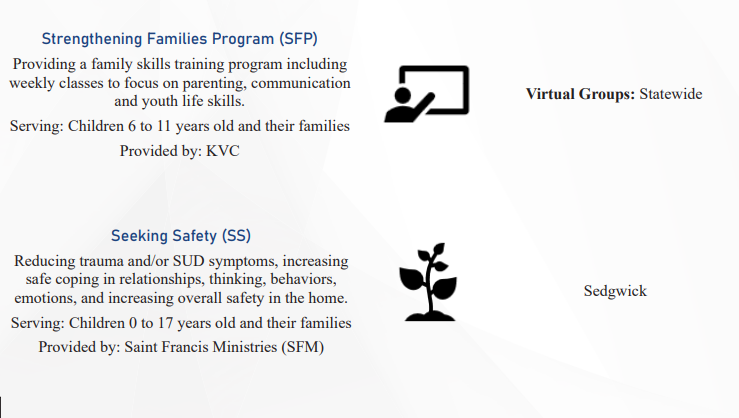 Strengthening Families Program (SFP)
Providing a family skills training program including
weekly classes to focus on parenting, communication
and youth life skills.
Serving: Children 6 to 11 years old and their families
Provided by: KVC
Virtual Groups: Statewide
Seeking Safety (SS)
Reducing trauma and/or SUD symptoms, increasing
safe coping in relationships, thinking, behaviors,
emotions, and increasing overall safety in the home.
Serving: Children 0 to 17 years old and their families
Provided by: Saint Francis Ministries (SFM)
Sedgwick